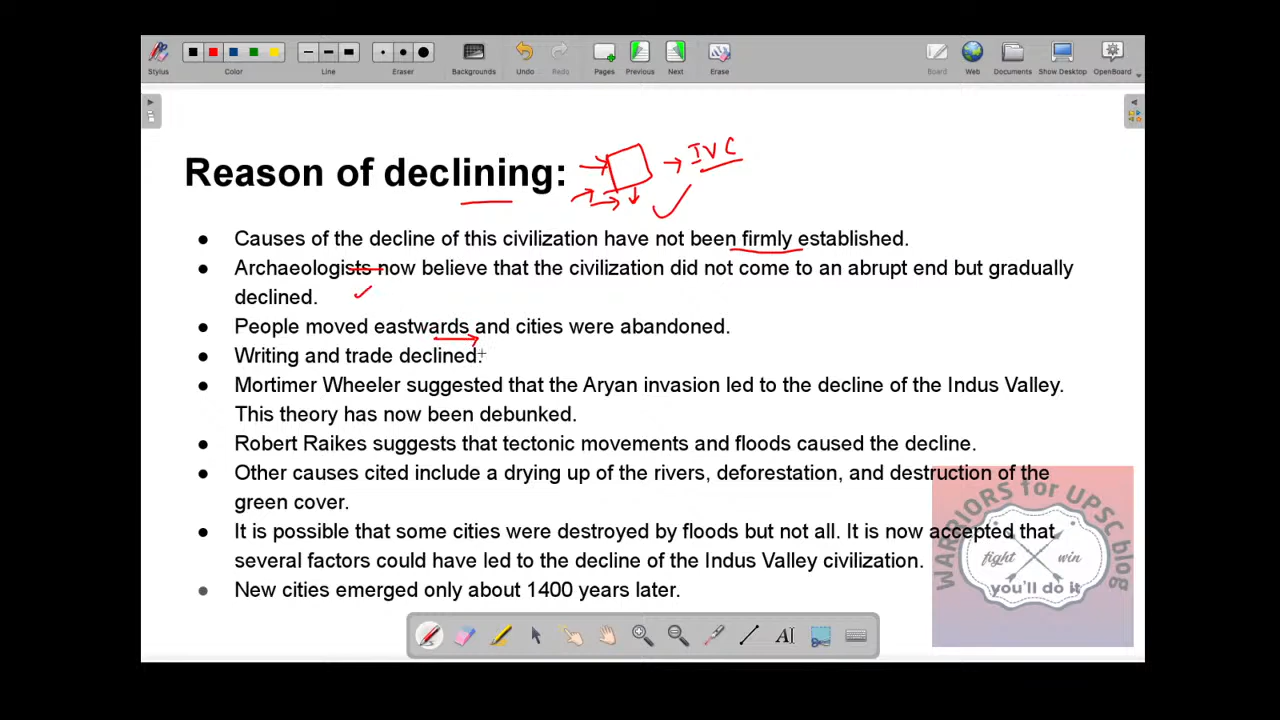 Stylus Color Line Eraser Backgrounds Undo Redo Pages Previous Next Erase Board Web Documents Show Desktop OpenBoard
Reason of declining: → IVC
● Causes of the decline of this civilization have not been firmly established.
● Archaeologists now believe that the civilization did not come to an abrupt end but gradually
declined.
● People moved eastwards and cities were abandoned.
● Writing and trade declined.
● Mortimer Wheeler suggested that the Aryan invasion led to the decline of the Indus Valley.
This theory has now been debunked.
● Robert Raikes suggests that tectonic movements and floods caused the decline.
● Other causes cited include a drying up of the rivers, deforestation, and destruction of the
green cover.
● It is possible that some cities were destroyed by floods but not all. It is now accepted that
several factors could have led to the decline of the Indus Valley civilization.
● New cities emerged only about 1400 years later.
WARRIORS for UPSC blog
fight win
you'll do it
AI